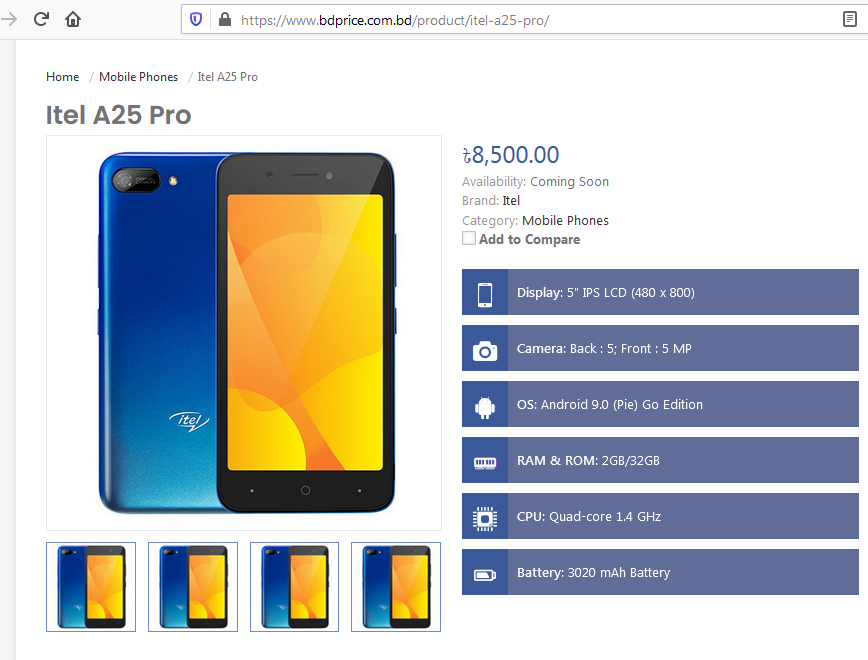 https://www.bdprice.com.bd/product/itel-a25-pro/
Home / Mobile Phones / Itel A25 Pro
Itel A25 Pro
৳8,500.00
Availability: Coming Soon
Brand: Itel
Category: Mobile Phones
Add to Compare
Display: 5" IPS LCD (480 x 800)
Camera: Back : 5; Front : 5 MP
OS: Android 9.0 (Pie) Go Edition
RAM & ROM: 2GB/32GB
CPU: Quad-core 1.4 GHz
Battery: 3020 mAh Battery
itel